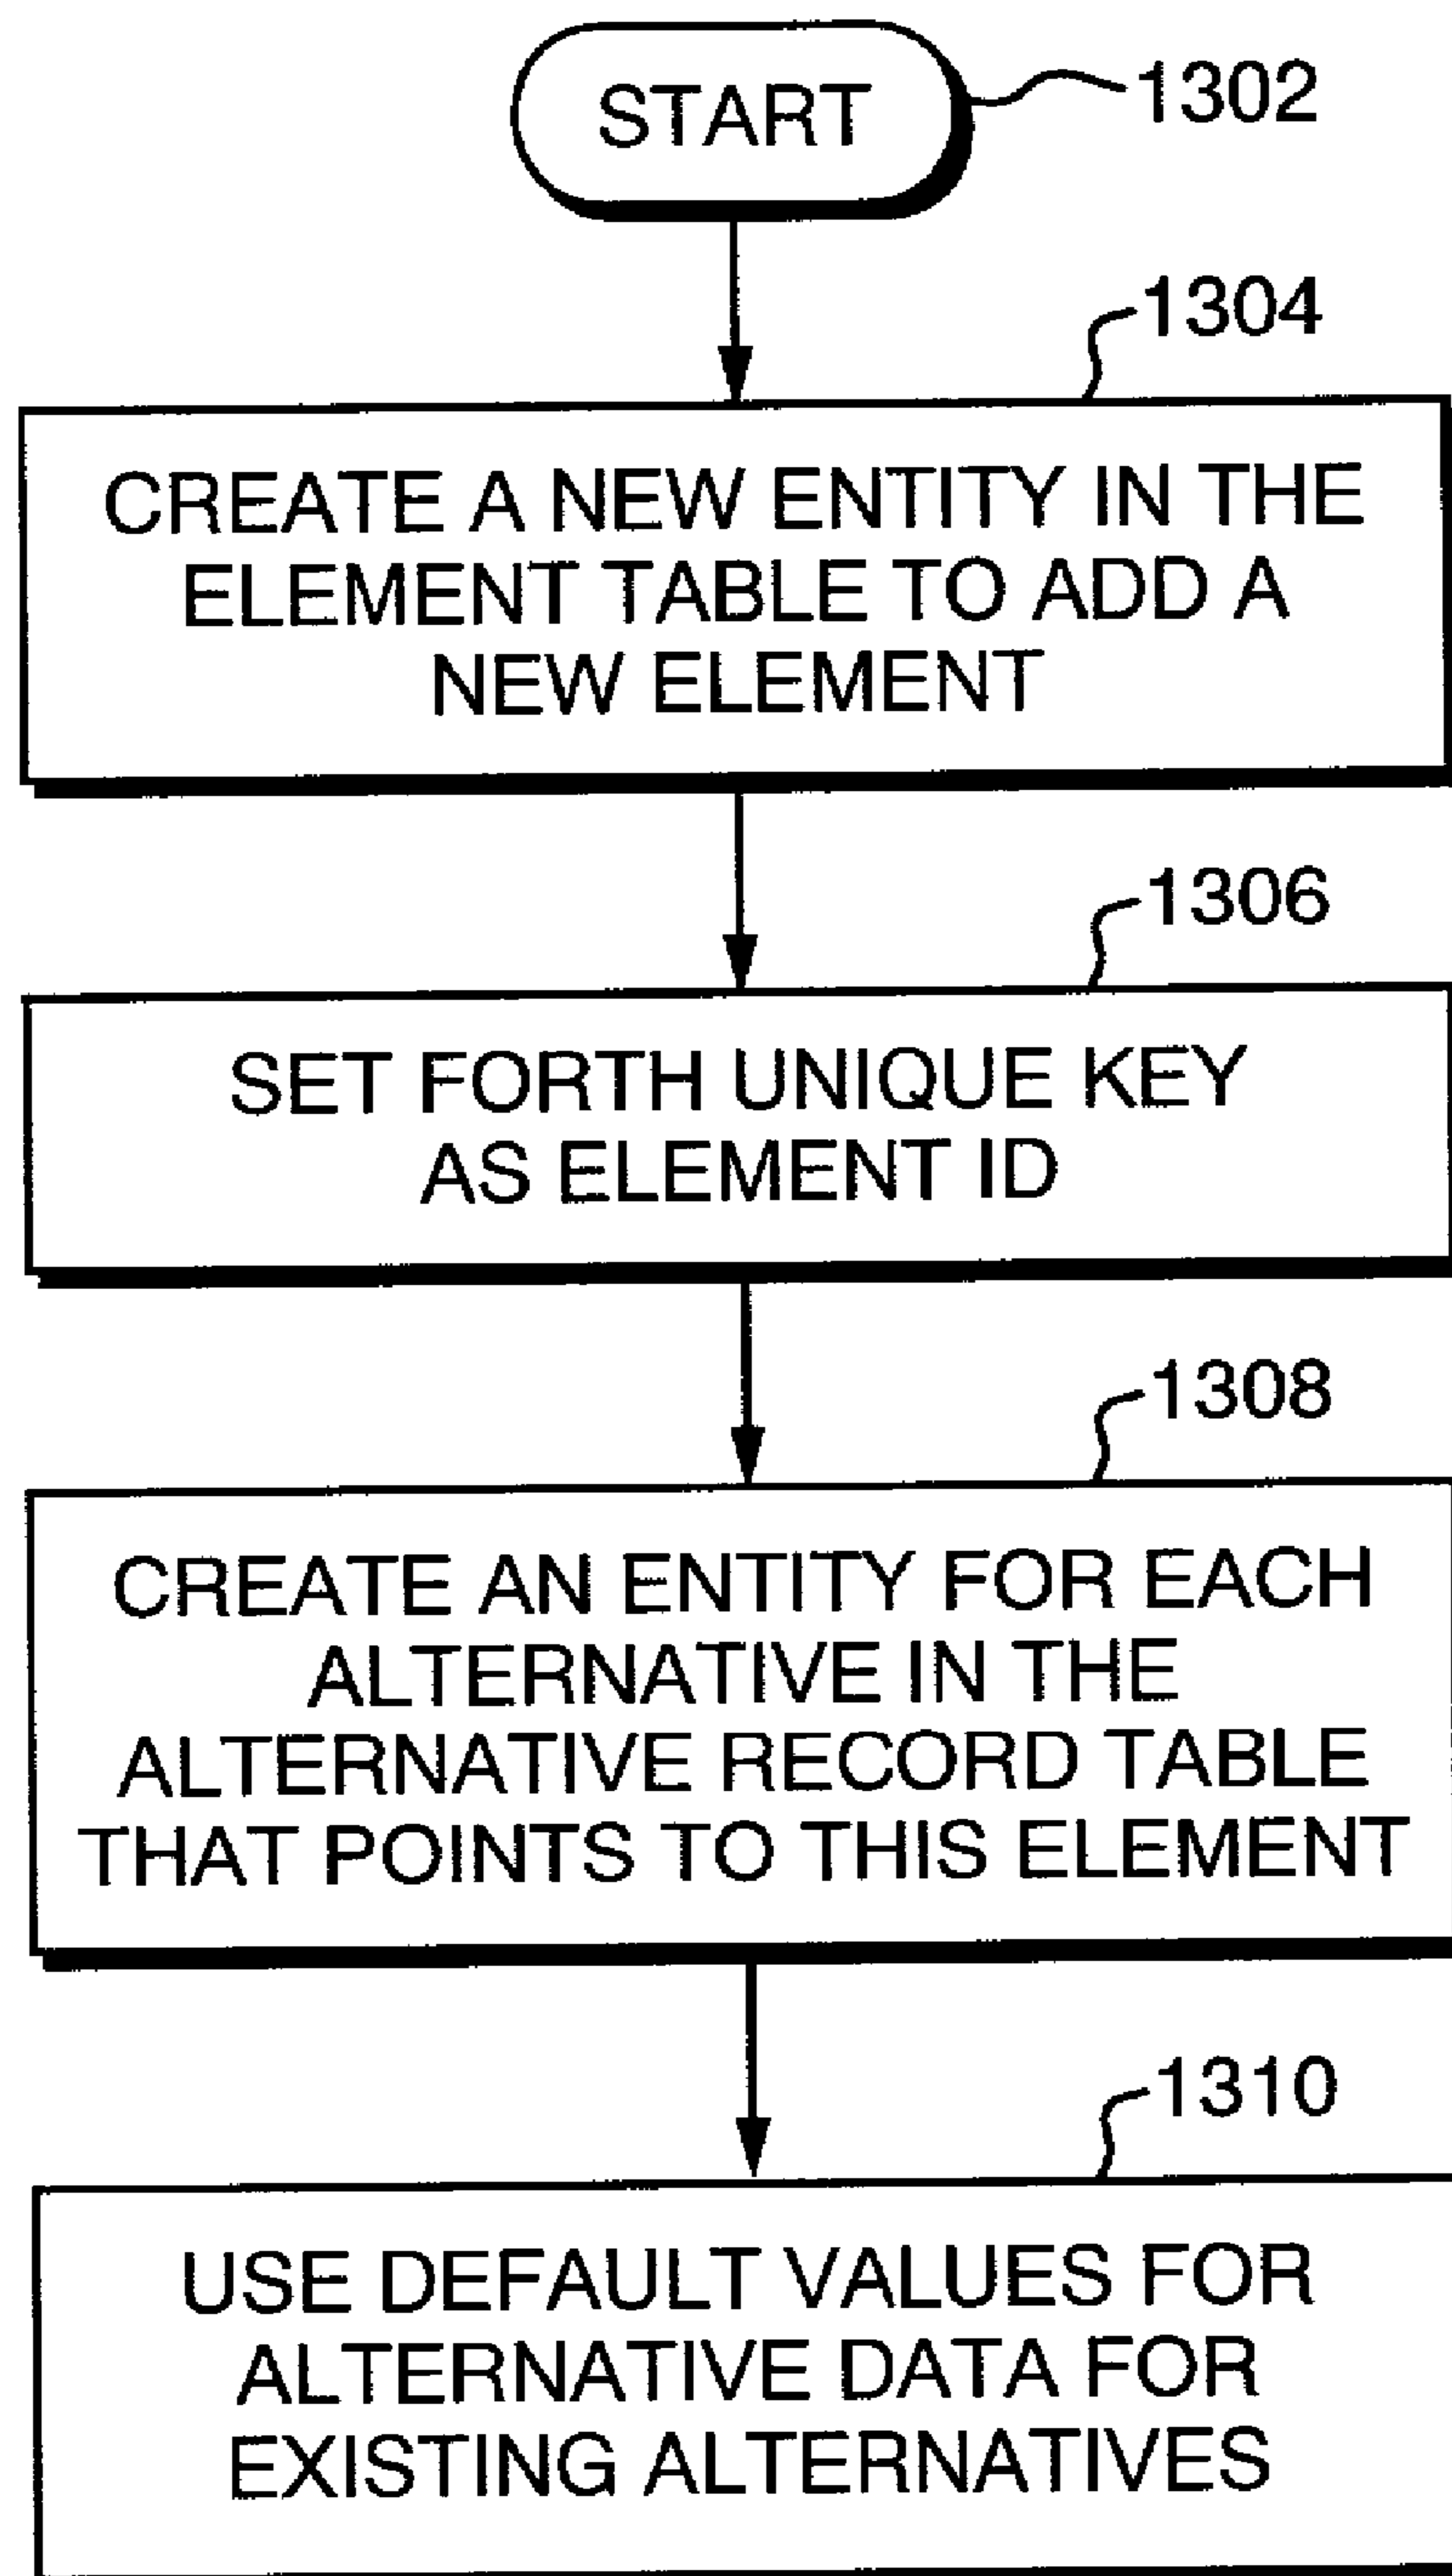 START
1302
1304
CREATE A NEW ENTITY IN THE
ELEMENT TABLE TO ADD A
NEW ELEMENT
1306
SET FORTH UNIQUE KEY
AS ELEMENT ID
1308
CREATE AN ENTITY FOR EACH
ALTERNATIVE IN THE
ALTERNATIVE RECORD TABLE
THAT POINTS TO THIS ELEMENT
1310
USE DEFAULT VALUES FOR
ALTERNATIVE DATA FOR
EXISTING ALTERNATIVES